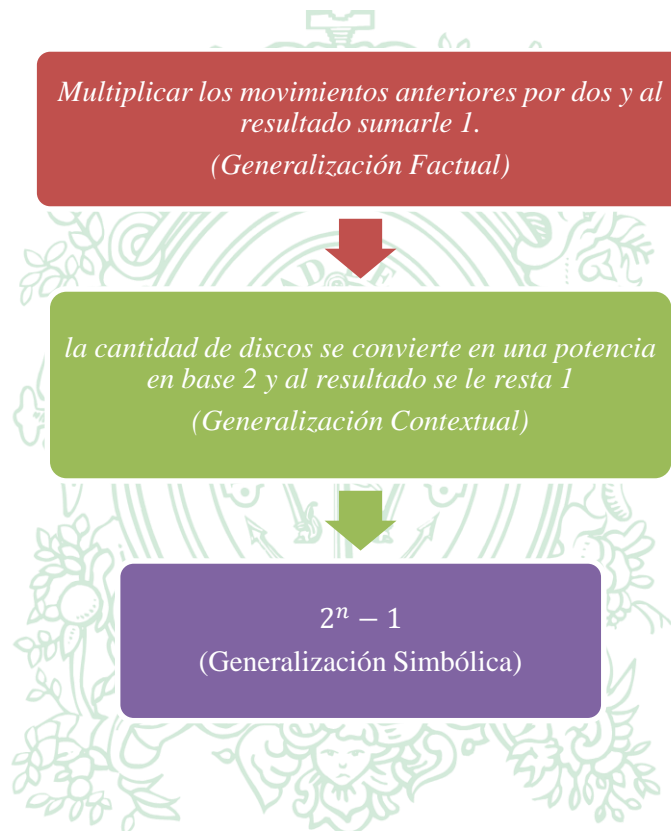 Multiplicar los movimientos anteriores por dos y al
resultado sumarle 1.
(Generalización Factual)
la cantidad de discos se convierte en una potencia
en base 2 y al resultado se le resta 1
(Generalización Contextual)
2ⁿ − 1
(Generalización Simbólica)